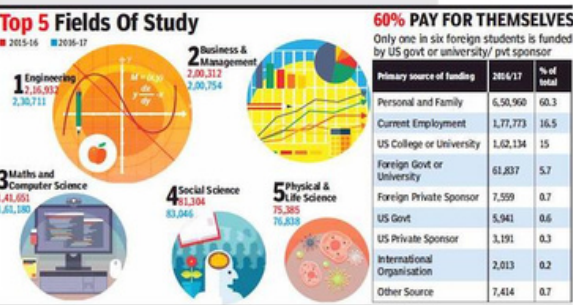 Top 5 Fields Of Study
2015-16 2016-17
1 Engineering
2,16,932
2,30,711
2 Business &
Management
2,00,312
2,00,754
3 Maths and
Computer Science
1,41,651
1,61,180
4 Social Science
81,304
83,046
5 Physical &
Life Science
75,385
76,838
60% PAY FOR THEMSELVES
Only one in six foreign students is funded
by US govt or university/ pvt sponsor
Primary source of funding 2016/17 % of total
Personal and Family 6,50,960 60.3
Current Employment 1,77,773 16.5
US College or University 1,62,134 15
Foreign Govt or
University 61,837 5.7
Foreign Private Sponsor 7,559 0.7
US Govt 5,941 0.6
US Private Sponsor 3,191 0.3
International
Organisation 2,013 0.2
Other Source 7,414 0.7